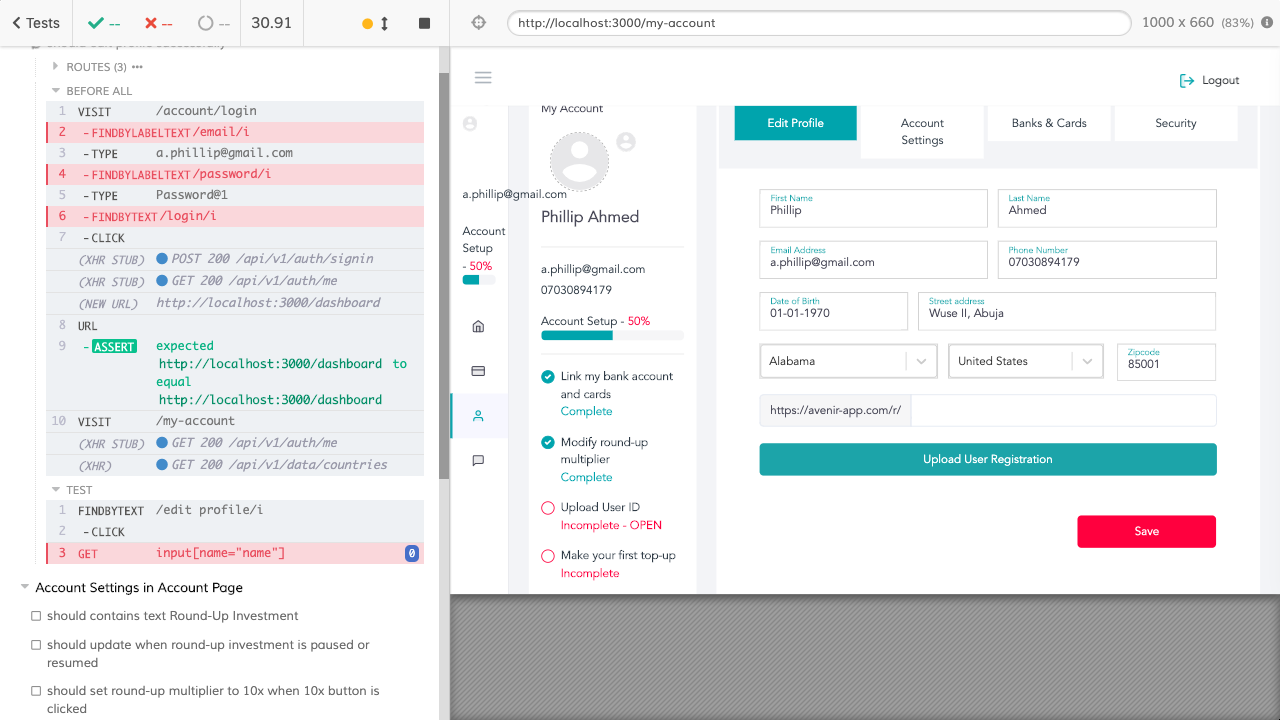 Tests
--
--
--
30.91
http://localhost:3000/my-account
1000 x 660 (83%)
should edit profile successfully
ROUTES (3)
BEFORE ALL
1 VISIT /account/login
2 - FINDBYLABELTEXT /email/i
3 - TYPE a.phillip@gmail.com
4 - FINDBYLABELTEXT /password/i
5 - TYPE Password@1
6 - FINDBYTEXT /login/i
7 - CLICK
(XHR STUB) POST 200 /api/v1/auth/signin
(XHR STUB) GET 200 /api/v1/auth/me
(NEW URL) http://localhost:3000/dashboard
8 URL
9 - ASSERT expected
http://localhost:3000/dashboard to
equal
http://localhost:3000/dashboard
10 VISIT /my-account
(XHR STUB) GET 200 /api/v1/auth/me
(XHR) GET 200 /api/v1/data/countries
TEST
1 FINDBYTEXT /edit profile/i
2 - CLICK
3 GET input[name="name"] 0
Account Settings in Account Page
should contains text Round-Up Investment
should update when round-up investment is paused or
resumed
should set round-up multiplier to 10x when 10x button is
clicked
Logout
a.phillip@gmail.com
Account
Setup
- 50%
My Account
Phillip Ahmed
a.phillip@gmail.com
07030894179
Account Setup - 50%
Link my bank account
and cards
Complete
Modify round-up
multiplier
Complete
Upload User ID
Incomplete - OPEN
Make your first top-up
Incomplete
Edit Profile
Account
Settings
Banks & Cards
Security
First Name
Phillip
Last Name
Ahmed
Email Address
a.phillip@gmail.com
Phone Number
07030894179
Date of Birth
01-01-1970
Street address
Wuse II, Abuja
Alabama
United States
Zipcode
85001
https://avenir-app.com/r/
Upload User Registration
Save